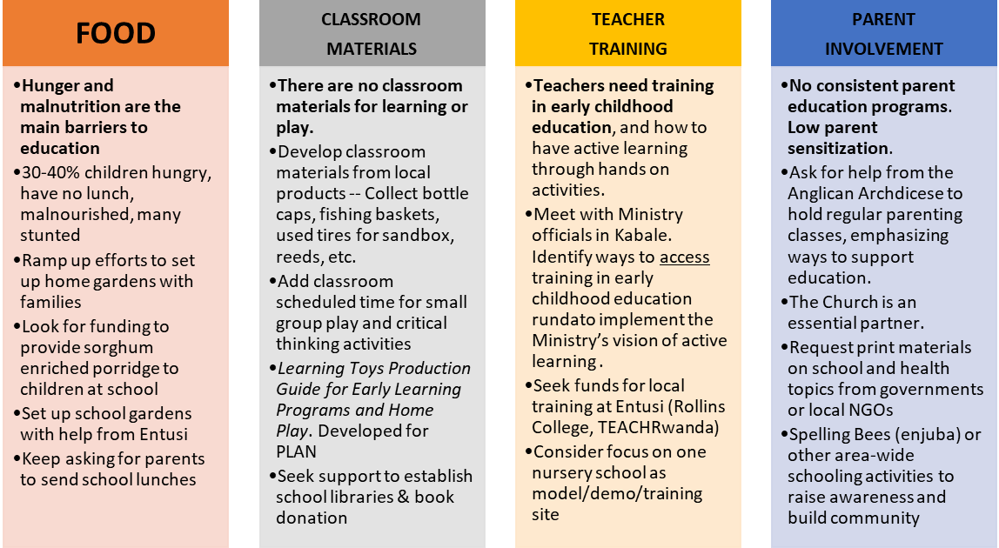 FOOD
•Hunger and
malnutrition are the
main barriers to
education
•30-40% children hungry,
have no lunch,
malnourished, many
stunted
•Ramp up efforts to set
up home gardens with
families
•Look for funding to
provide sorghum
enriched porridge to
children at school
•Set up school gardens
with help from Entusi
•Keep asking for parents
to send school lunches
CLASSROOM
MATERIALS
•There are no classroom
materials for learning or
play.
•Develop classroom
materials from local
products -- Collect bottle
caps, fishing baskets,
used tires for sandbox,
reeds, etc.
•Add classroom
scheduled time for small
group play and critical
thinking activities
•Learning Toys Production
Guide for Early Learning
Programs and Home
Play. Developed for
PLAN
•Seek support to establish
school libraries & book
donation
TEACHER
TRAINING
•Teachers need training
in early childhood
education, and how to
have active learning
through hands on
activities.
•Meet with Ministry
officials in Kabale.
Identify ways to access
training in early
childhood education
rundato implement the
Ministry's vision of active
learning .
•Seek funds for local
training at Entusi (Rollins
College, TEACHRwanda)
•Consider focus on one
nursery school as
model/demo/training
site
PARENT
INVOLVEMENT
•No consistent parent
education programs.
Low parent
sensitization.
•Ask for help from the
Anglican Archdicese to
hold regular parenting
classes, emphasizing
ways to support
education.
•The Church is an
essential partner.
•Request print materials
on school and health
topics from governments
or local NGOs
•Spelling Bees (enjuba) or
other area-wide
schooling activities to
raise awareness and
build community